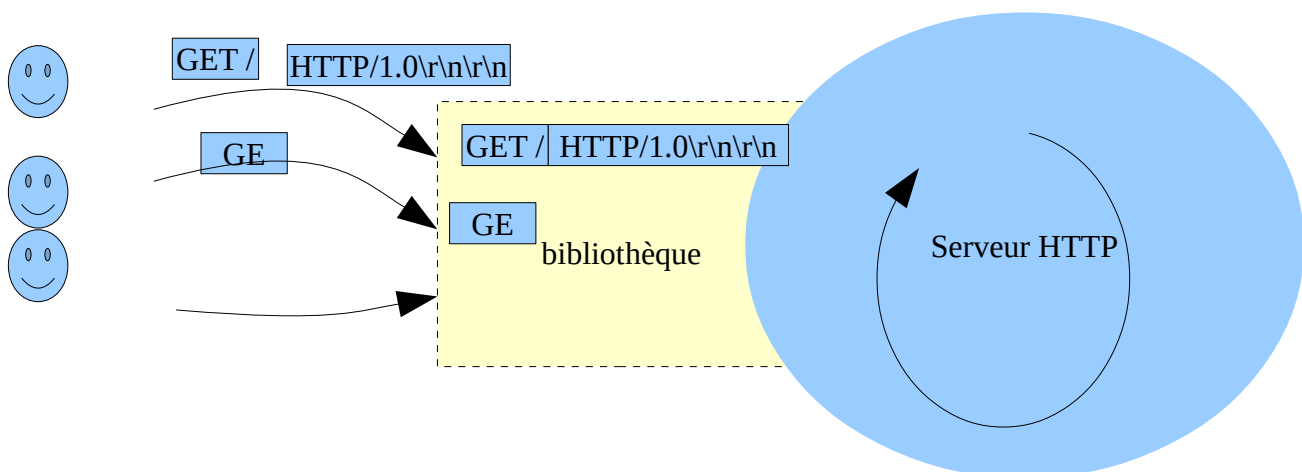 GET /
HTTP/1.0\r\n\r\n
GE
GET / HTTP/1.0\r\n\r\n
GE
bibliothèque
Serveur HTTP